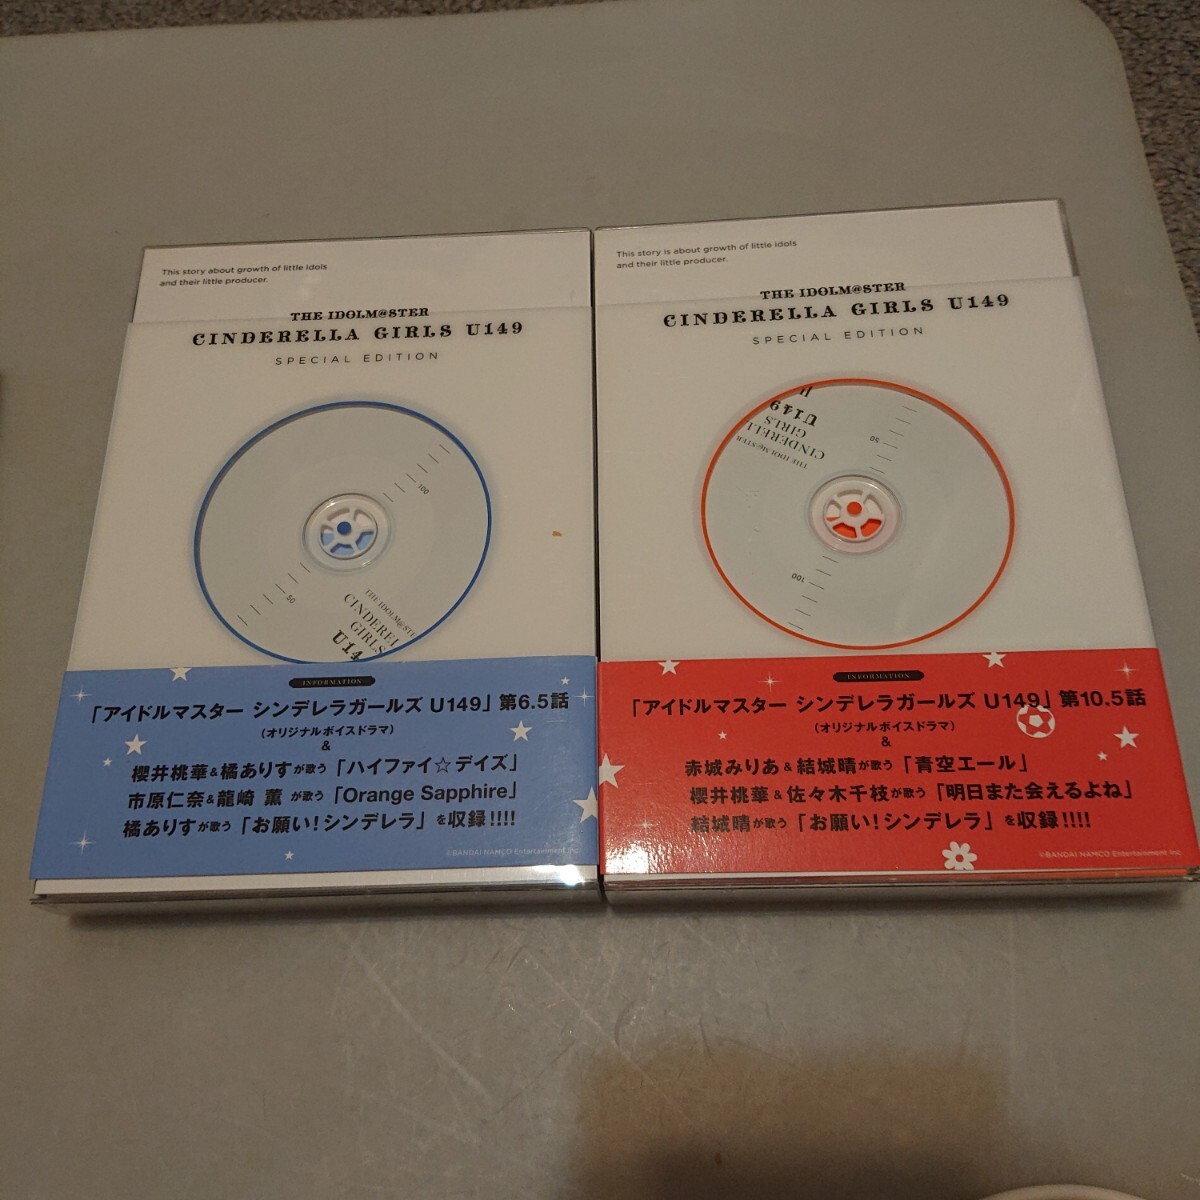 This story about growth of little idols
and their little producer.
THE IDOLM@STER
CINDERELLA GIRLS U149
SPECIAL EDITION
100
50
THE IDOLM@STE
CINDEREL
GIRLS
U14
INFORMATION
「アイドルマスター シンデレラガールズ U149」第6.5話
(オリジナルボイスドラマ)
&
櫻井桃華&橘ありすが歌う「ハイファイ☆デイズ」
市原仁奈&龍崎 薫 が歌う「Orange Sapphire」
橘ありすが歌う「お願い!シンデレラ」を収録!!!!
©BANDAI NAMCO Entertainment Inc.
This story is about growth of little idols
and their little producer.
THE IDOLM@STER
CINDERELLA GIRLS U149
SPECIAL EDITION
U149
GIRLS
CINDERELL
THE IDOLM@STER
50
100
INFORMATION
「アイドルマスター シンデレラガールズ U149」第10.5話
(オリジナルボイスドラマ)
&
赤城みりあ&結城晴が歌う「青空エール」
櫻井桃華&佐々木千枝が歌う「明日また会えるよね」
結城晴が歌う「お願い!シンデレラ」を収録!!!!
©BANDAI NAMCO Entertainment Inc.